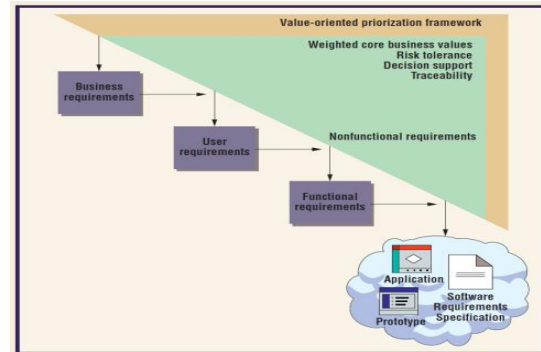 Value-oriented priorization framework
Weighted core business values
Risk tolerance
Decision support
Traceability
Business
requirements
User
requirements
Nonfunctional requirements
Functional
requirements
Application
Prototype
Software
Requirements
Specification